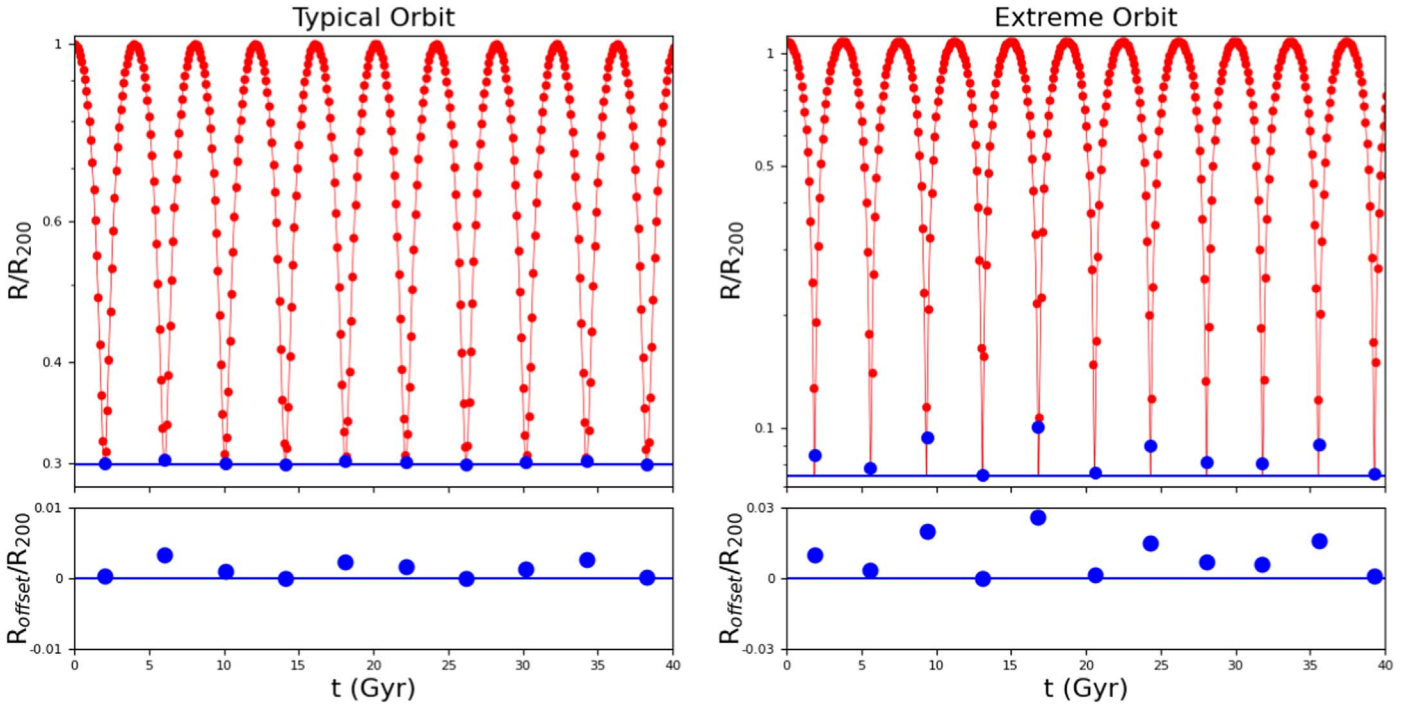 Typical Orbit
1
0.6
0.4
0.3
R/R200
0.01
0
-0.01
Roffset/R200
0 5 10 15 20 25 30 35 40
t (Gyr)
Extreme Orbit
1
0.5
0.1
R/R200
0.03
0
-0.03
Roffset/R200
0 5 10 15 20 25 30 35 40
t (Gyr)